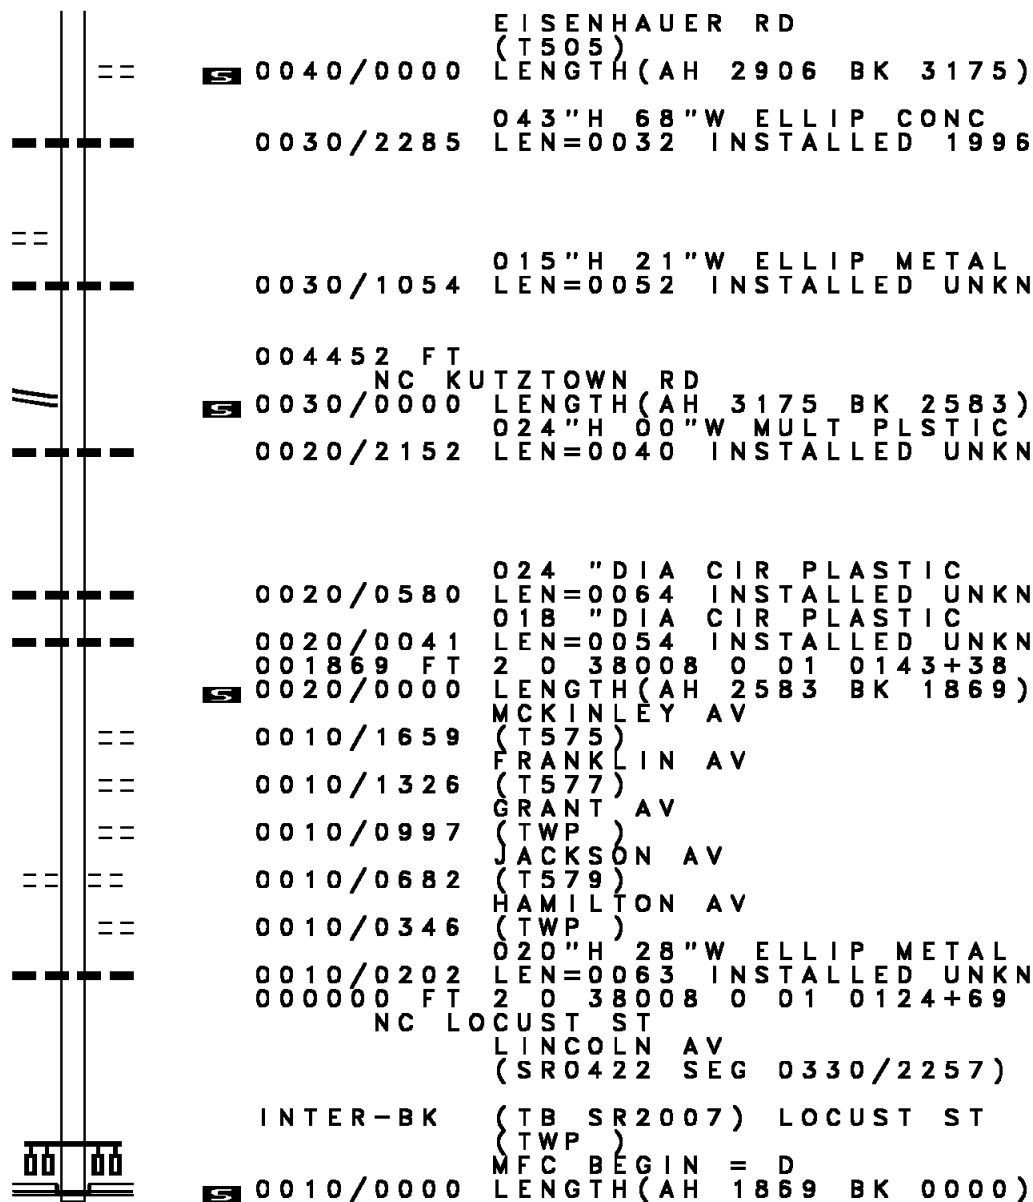 EISENHAUER RD
(T505)
S 0040/0000 LENGTH(AH 2906 BK 3175)
043"H 68"W ELLIP CONC
0030/2285 LEN=0032 INSTALLED 1996
015"H 21"W ELLIP METAL
0030/1054 LEN=0052 INSTALLED UNKN
004452 FT
NC KUTZTOWN RD
S 0030/0000 LENGTH(AH 3175 BK 2583)
024"H 00"W MULT PLSTIC
0020/2152 LEN=0040 INSTALLED UNKN
024 "DIA CIR PLASTIC
0020/0580 LEN=0064 INSTALLED UNKN
018 "DIA CIR PLASTIC
0020/0041 LEN=0054 INSTALLED UNKN
001869 FT 2 0 38008 0 01 0143+38
S 0020/0000 LENGTH(AH 2583 BK 1869)
MCKINLEY AV
0010/1659 (T575)
FRANKLIN AV
0010/1326 (T577)
GRANT AV
0010/0997 (TWP )
JACKSON AV
0010/0682 (T579)
HAMILTON AV
0010/0346 (TWP )
020"H 28"W ELLIP METAL
0010/0202 LEN=0063 INSTALLED UNKN
000000 FT 2 0 38008 0 01 0124+69
NC LOCUST ST
LINCOLN AV
(SR0422 SEG 0330/2257)
INTER-BK (TB SR2007) LOCUST ST
(TWP )
MFC BEGIN = D
S 0010/0000 LENGTH(AH 1869 BK 0000)